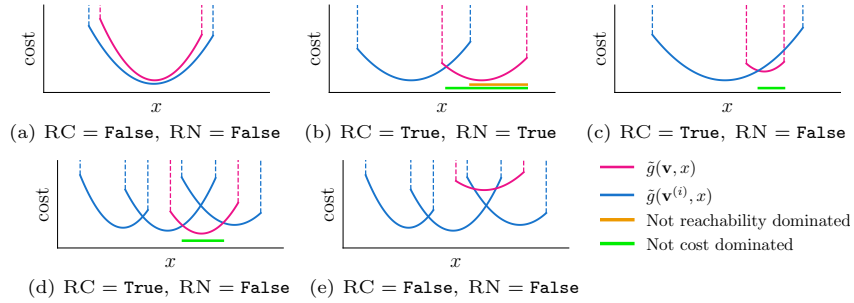 cost
x
(a) RC = False, RN = False
cost
x
(b) RC = True, RN = True
cost
x
(c) RC = True, RN = False
cost
x
(d) RC = True, RN = False
cost
x
(e) RC = False, RN = False
g̃(v, x)
g̃(v⁽ⁱ⁾, x)
Not reachability dominated
Not cost dominated